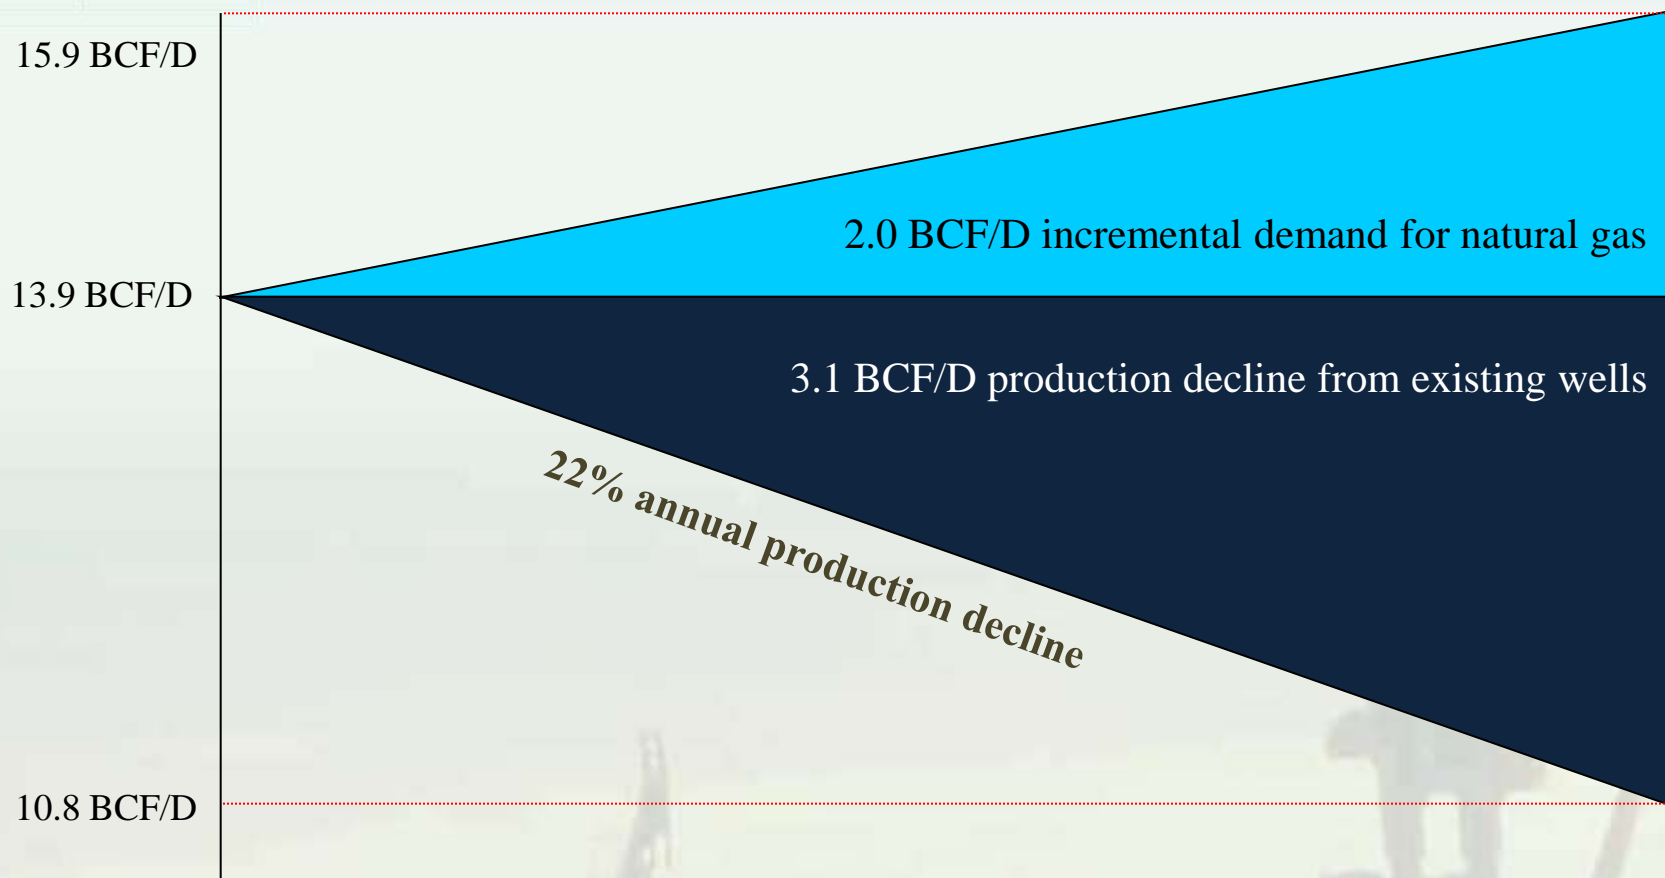 15.9 BCF/D
2.0 BCF/D incremental demand for natural gas
13.9 BCF/D
3.1 BCF/D production decline from existing wells
22% annual production decline
10.8 BCF/D